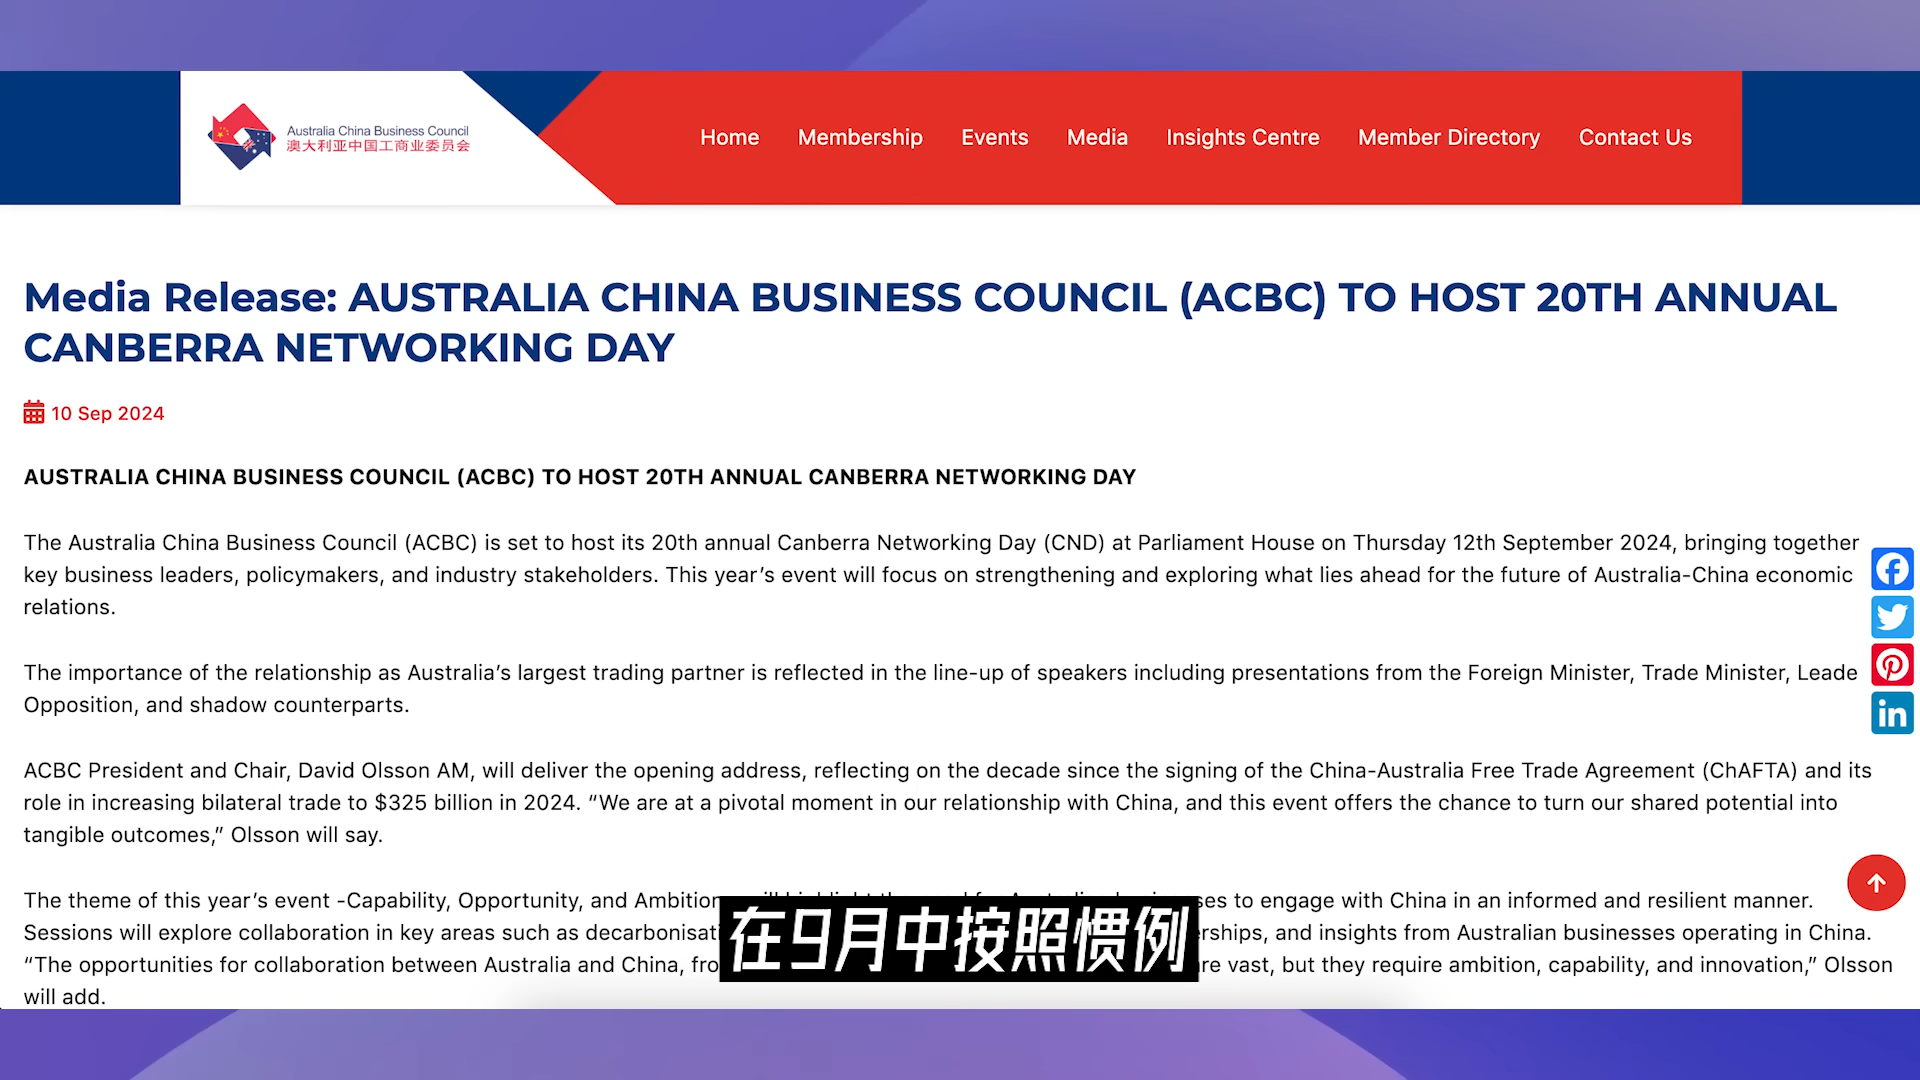 Australia China Business Council
澳大利亚中国工商业委员会
Home Membership Events Media Insights Centre Member Directory Contact Us
Media Release: AUSTRALIA CHINA BUSINESS COUNCIL (ACBC) TO HOST 20TH ANNUAL
CANBERRA NETWORKING DAY
10 Sep 2024
AUSTRALIA CHINA BUSINESS COUNCIL (ACBC) TO HOST 20TH ANNUAL CANBERRA NETWORKING DAY
The Australia China Business Council (ACBC) is set to host its 20th annual Canberra Networking Day (CND) at Parliament House on Thursday 12th September 2024, bringing together
key business leaders, policymakers, and industry stakeholders. This year’s event will focus on strengthening and exploring what lies ahead for the future of Australia-China economic
relations.
The importance of the relationship as Australia’s largest trading partner is reflected in the line-up of speakers including presentations from the Foreign Minister, Trade Minister, Leade
Opposition, and shadow counterparts.
ACBC President and Chair, David Olsson AM, will deliver the opening address, reflecting on the decade since the signing of the China-Australia Free Trade Agreement (ChAFTA) and its
role in increasing bilateral trade to $325 billion in 2024. “We are at a pivotal moment in our relationship with China, and this event offers the chance to turn our shared potential into
tangible outcomes,” Olsson will say.
The theme of this year’s event -Capability, Opportunity, and Ambition ses to engage with China in an informed and resilient manner.
Sessions will explore collaboration in key areas such as decarbonisati erships, and insights from Australian businesses operating in China.
“The opportunities for collaboration between Australia and China, fro re vast, but they require ambition, capability, and innovation,” Olsson
will add.
在9月中按照惯例